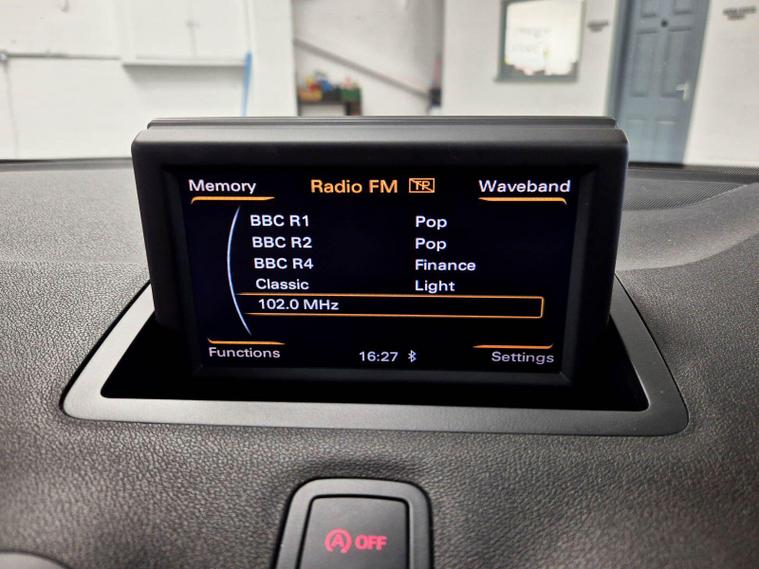 Memory Radio FM TP Waveband
BBC R1 Pop
BBC R2 Pop
BBC R4 Finance
Classic Light
102.0 MHz
Functions 16:27 Settings
A OFF